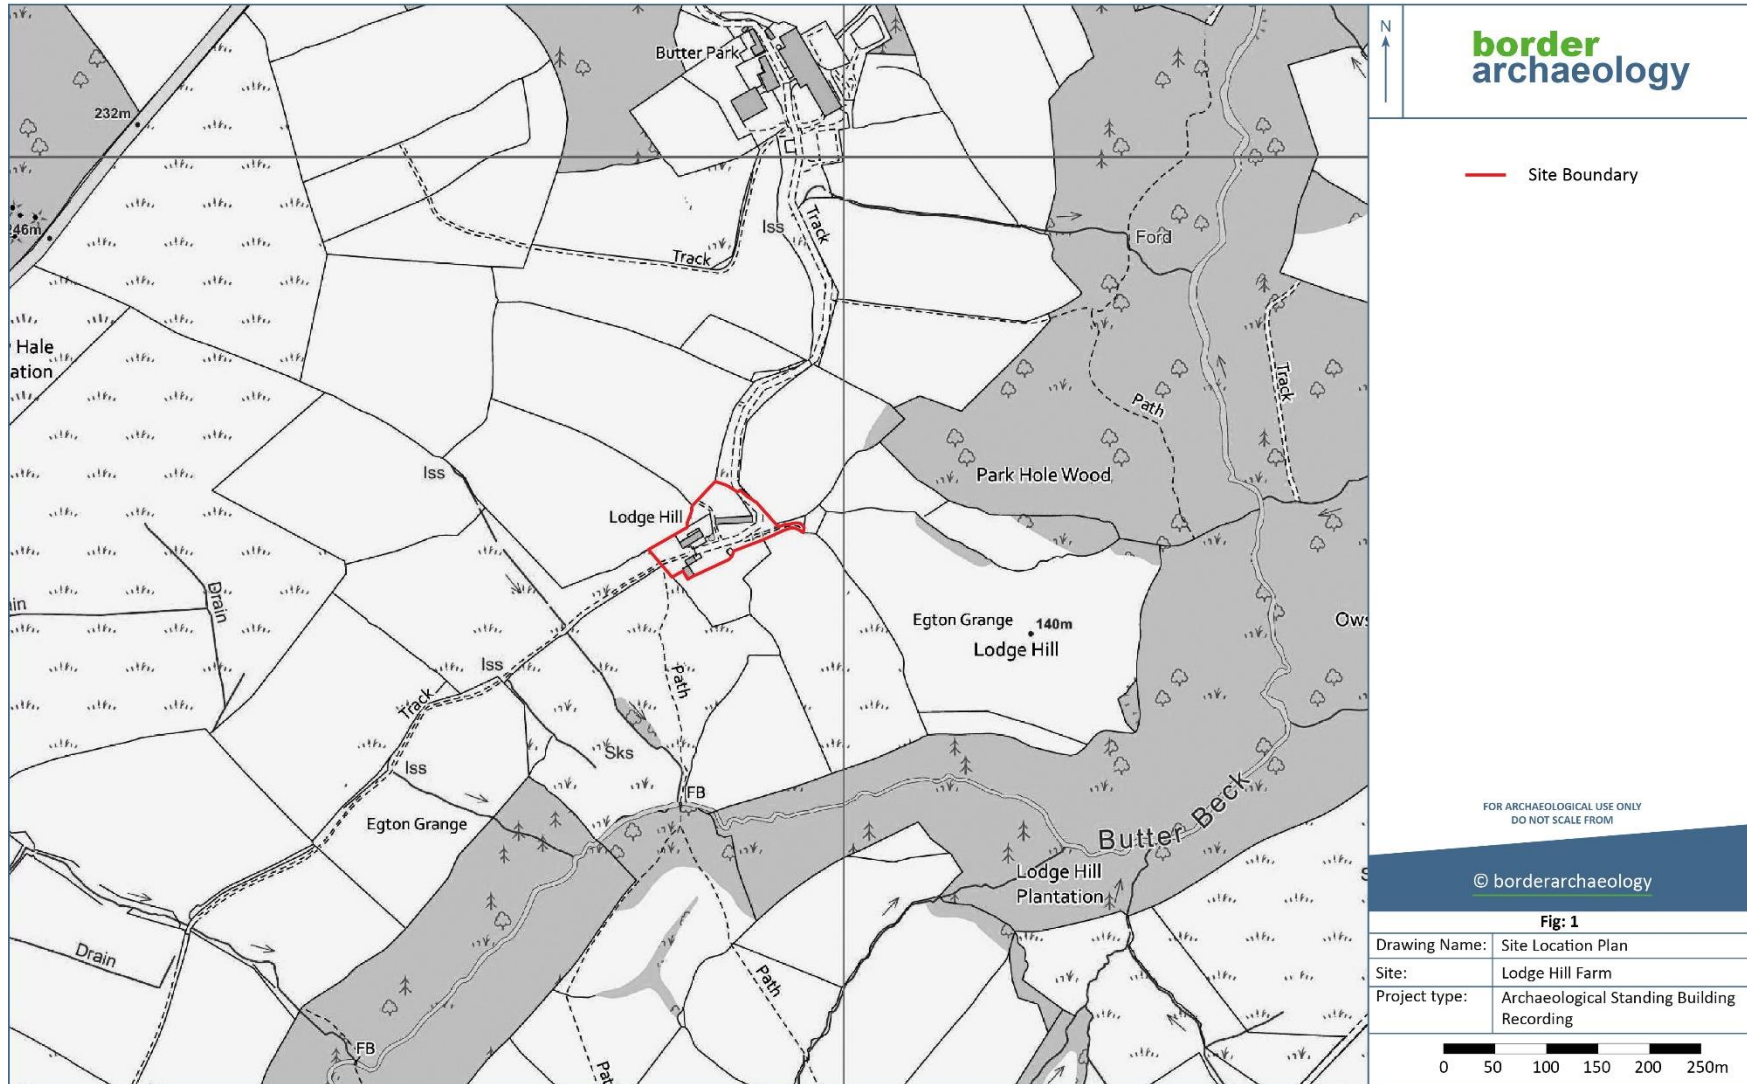 Butter Park
232m
246m
Iss
Track
Track
Ford
Hale
ation
Path
Track
Iss
Park Hole Wood
Lodge Hill
Drain
in
Egton Grange
140m
Lodge Hill
Ows
Iss
Path
Track
Sks
Iss
FB
Egton Grange
Butter Beck
Lodge Hill
Plantation
S
Drain
Path
FB
Pat
N
border
archaeology
Site Boundary
FOR ARCHAEOLOGICAL USE ONLY
DO NOT SCALE FROM
© borderarchaeology
Fig: 1
Drawing Name: Site Location Plan
Site: Lodge Hill Farm
Project type: Archaeological Standing Building
Recording
0 50 100 150 200 250m